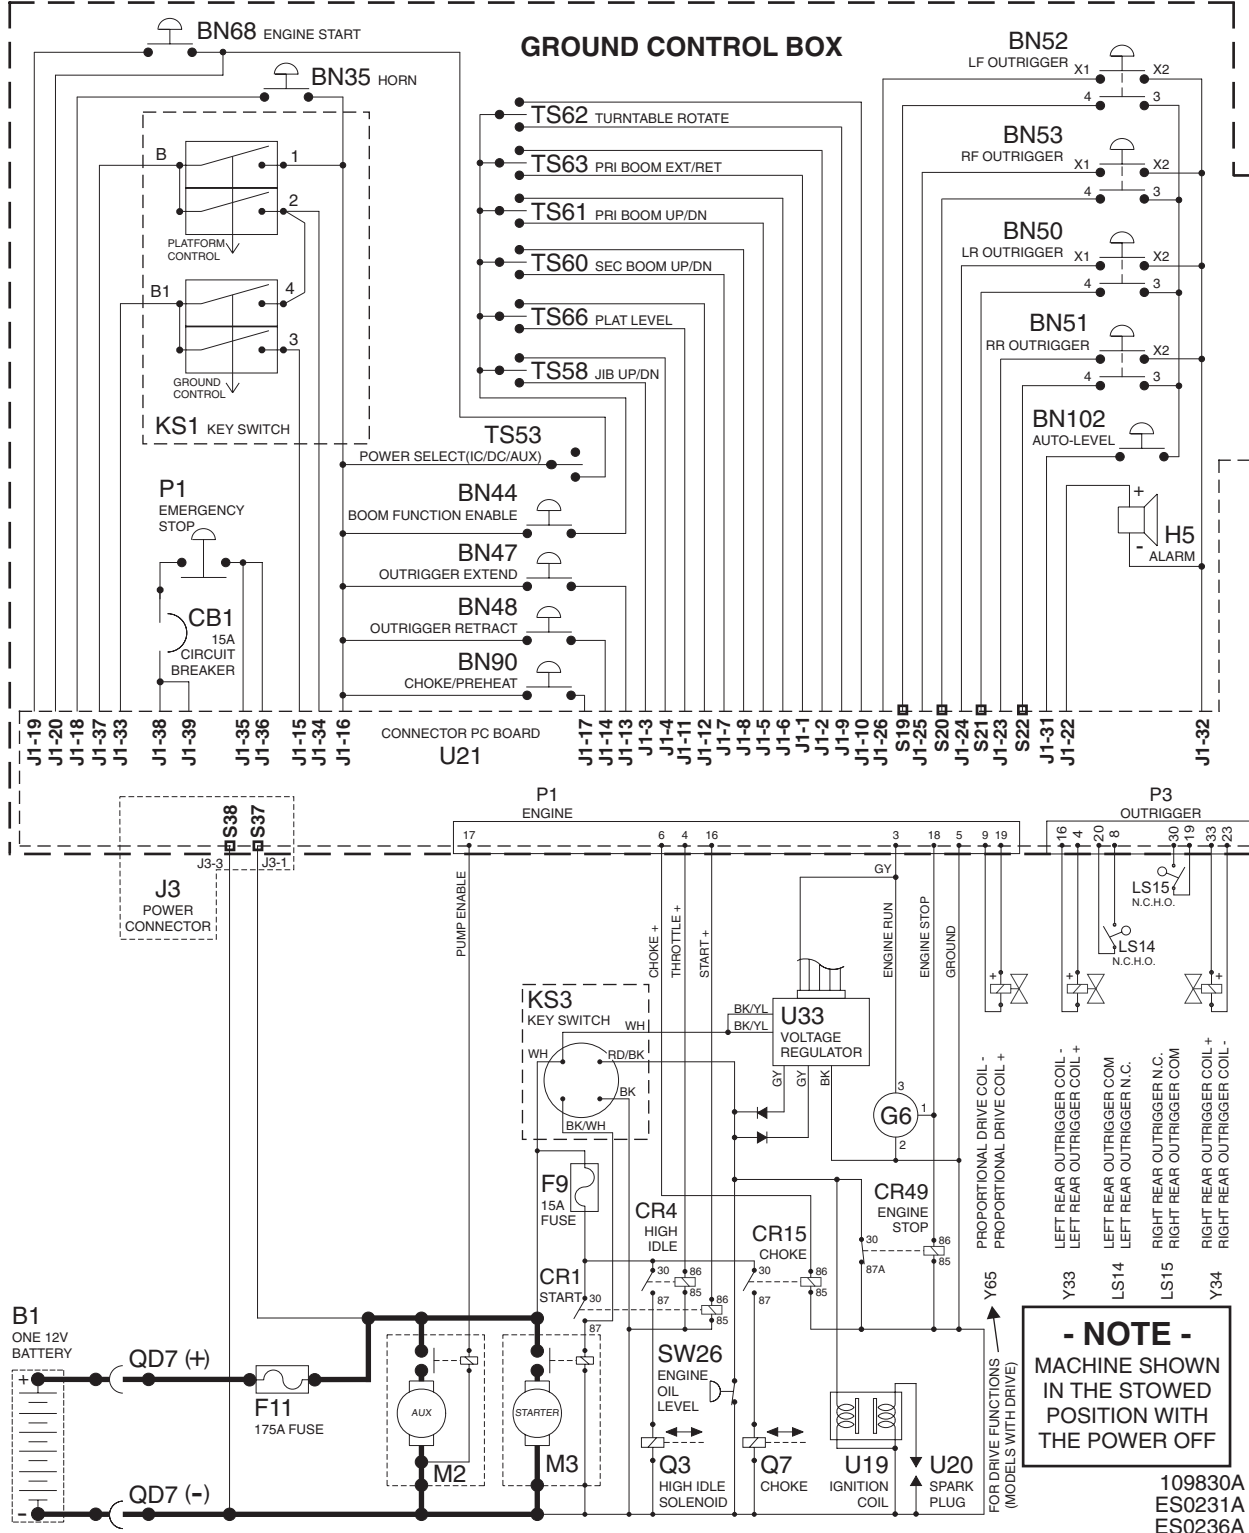 GROUND CONTROL BOX
BN68 ENGINE START
BN35 HORN
B
1
2
PLATFORM
CONTROL
B1
4
3
GROUND
CONTROL
KS1 KEY SWITCH
TS62 TURNTABLE ROTATE
TS63 PRI BOOM EXT/RET
TS61 PRI BOOM UP/DN
TS60 SEC BOOM UP/DN
TS66 PLAT LEVEL
TS58 JIB UP/DN
TS53
POWER SELECT(IC/DC/AUX)
BN44
BOOM FUNCTION ENABLE
BN47
OUTRIGGER EXTEND
BN48
OUTRIGGER RETRACT
BN90
CHOKE/PREHEAT
BN52
LF OUTRIGGER
X1
X2
4
3
BN53
RF OUTRIGGER
X1
X2
4
3
BN50
LR OUTRIGGER
X1
X2
4
3
BN51
RR OUTRIGGER
X2
4
3
BN102
AUTO-LEVEL
+
-
H5
ALARM
P1
EMERGENCY
STOP
CB1
15A
CIRCUIT
BREAKER
J1-19
J1-20
J1-18
J1-37
J1-33
J1-38
J1-39
J1-35
J1-36
J1-15
J1-34
J1-16
CONNECTOR PC BOARD
U21
J1-17
J1-14
J1-13
J1-3
J1-4
J1-11
J1-12
J1-7
J1-8
J1-5
J1-6
J1-1
J1-2
J1-9
J1-10
J1-26
S19
J1-25
S20
J1-24
S21
J1-23
S22
J1-31
J1-22
J1-32
S38
S37
J3-3
J3-1
J3
POWER
CONNECTOR
P1
ENGINE
17
6
4
16
3
18
5
9
19
P3
OUTRIGGER
16
4
20
8
30
19
33
23
PUMP ENABLE
CHOKE +
THROTTLE +
START +
GY
ENGINE RUN
ENGINE STOP
GROUND
LS15
N.C.H.O.
LS14
N.C.H.O.
+
+
+
KS3
KEY SWITCH
WH
WH
RD/BK
BK
BK/WH
BK/YL
BK/YL
U33
VOLTAGE
REGULATOR
GY
GY
BK
G6
3
1
2
F9
15A
FUSE
CR4
HIGH
IDLE
30
87
86
85
CR15
CHOKE
30
87
86
85
CR49
ENGINE
STOP
30
87A
86
85
CR1
START
30
87
86
85
PROPORTIONAL DRIVE COIL -
PROPORTIONAL DRIVE COIL +
Y65
LEFT REAR OUTRIGGER COIL -
LEFT REAR OUTRIGGER COIL +
Y33
LEFT REAR OUTRIGGER COM
LEFT REAR OUTRIGGER N.C.
LS14
RIGHT REAR OUTRIGGER N.C.
RIGHT REAR OUTRIGGER COM
LS15
RIGHT REAR OUTRIGGER COIL +
RIGHT REAR OUTRIGGER COIL -
Y34
FOR DRIVE FUNCTIONS
(MODELS WITH DRIVE)
B1
ONE 12V
BATTERY
+
-
QD7 (+)
QD7 (-)
F11
175A FUSE
AUX
M2
STARTER
M3
SW26
ENGINE
OIL
LEVEL
Q3
HIGH IDLE
SOLENOID
Q7
CHOKE
U19
IGNITION
COIL
U20
SPARK
PLUG
- NOTE -
MACHINE SHOWN
IN THE STOWED
POSITION WITH
THE POWER OFF
109830A
ES0231A
ES0236A